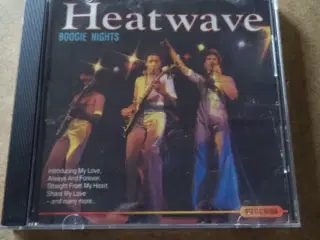 Heatwave
BOOGIE NIGHTS
Introducing My Love,
Always And Forever,
Straight From My Heart
Share My Love
- and many more...